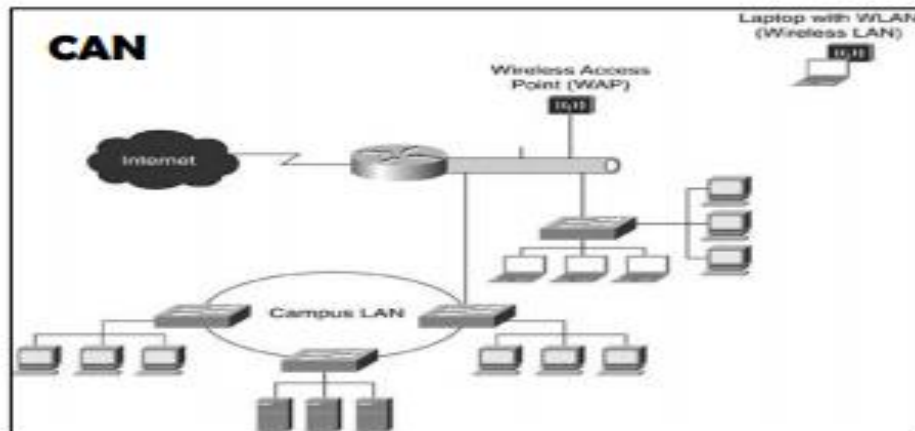 CAN
Laptop with WLAN
(Wireless LAN)
Wireless Access
Point (WAP)
Internet
Campus LAN